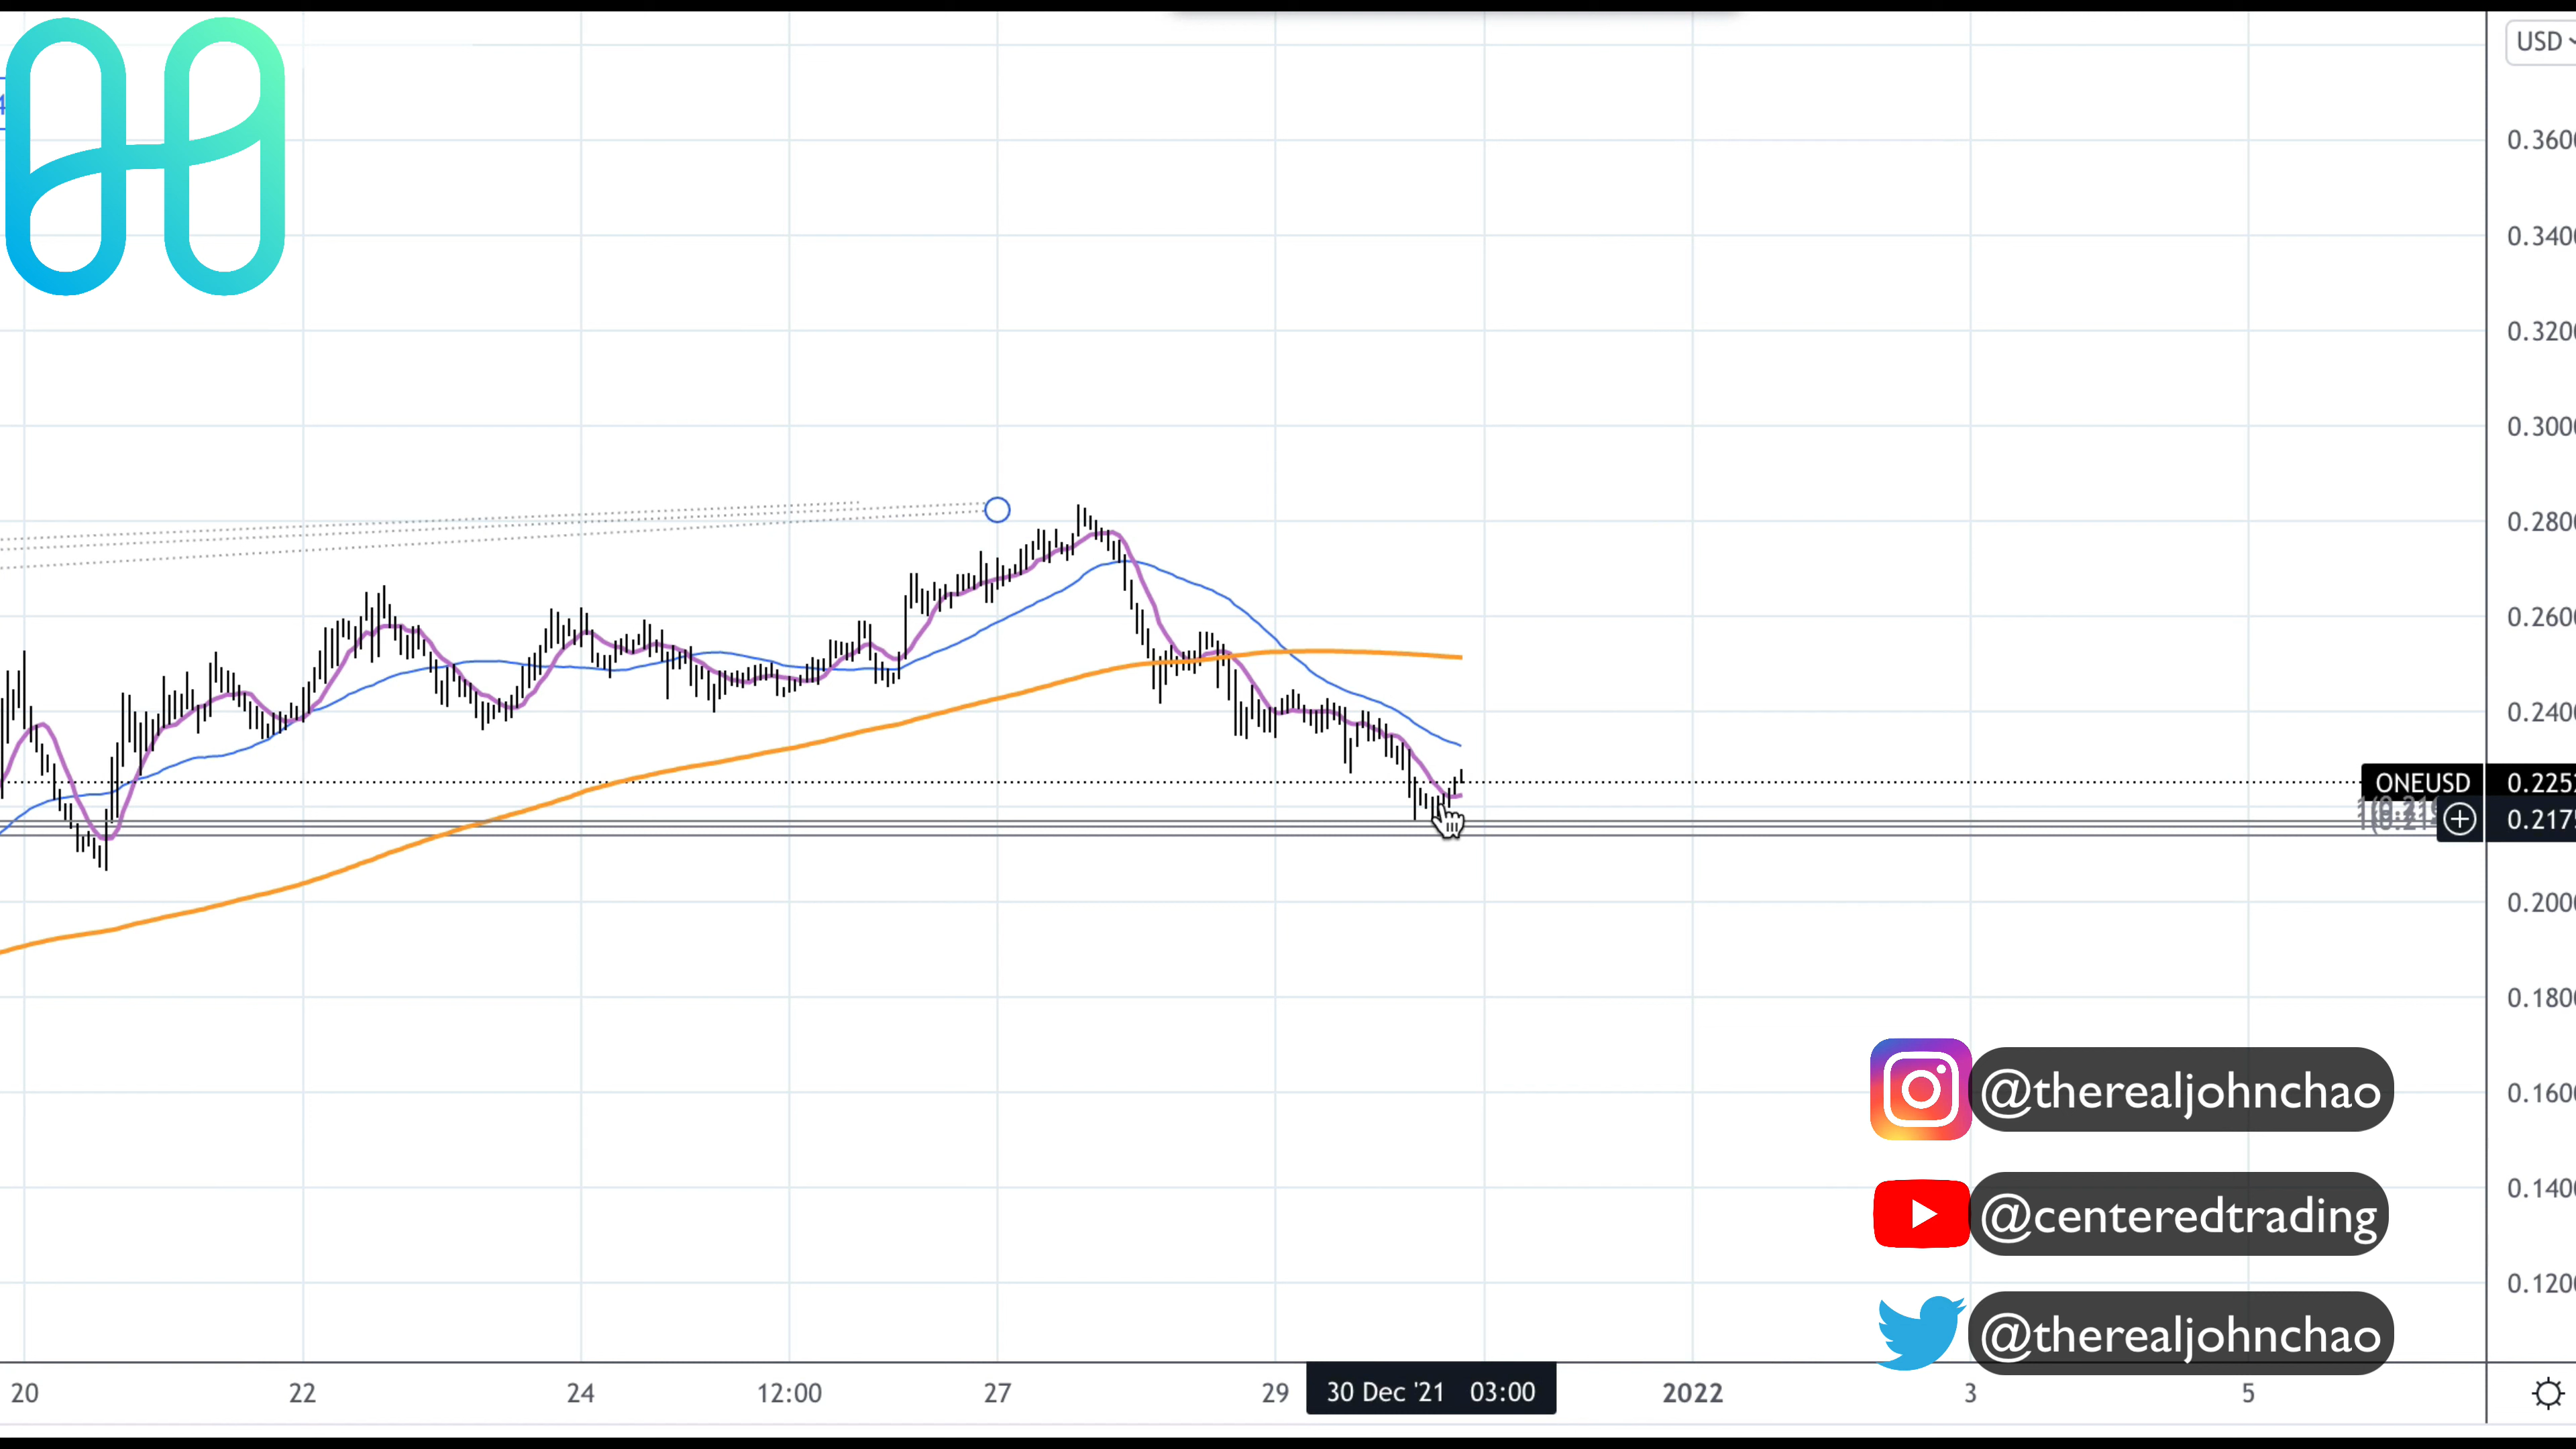 USD
0.360
0.340
0.320
0.300
0.280
0.260
0.240
ONEUSD 0.225
0.2175
0.200
0.180
0.160
0.140
0.120
@therealjohnchao
@centeredtrading
@therealjohnchao
20 22 24 12:00 27 29 30 Dec '21 03:00 2022 3 5